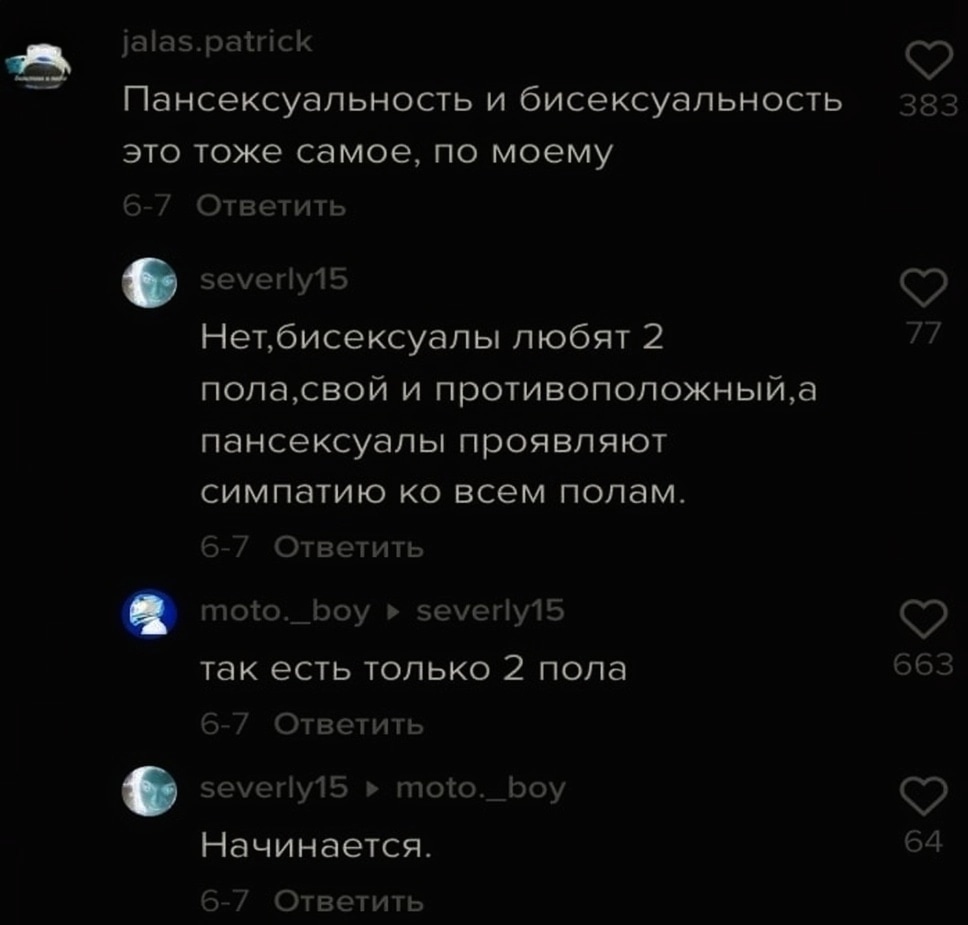 jalas.patrick
Пансексуальность и бисексуальность
383
это тоже самое, по моему
6-7 Ответить
severly15
Нет,бисексуалы любят 2
77
пола,свой и противоположный,а
пансексуалы проявляют
симпатию ко всем полам.
6-7 Ответить
moto._boy ▸ severly15
так есть только 2 пола
663
6-7 Ответить
severly15 ▸ moto._boy
Начинается.
64
6-7 Ответить